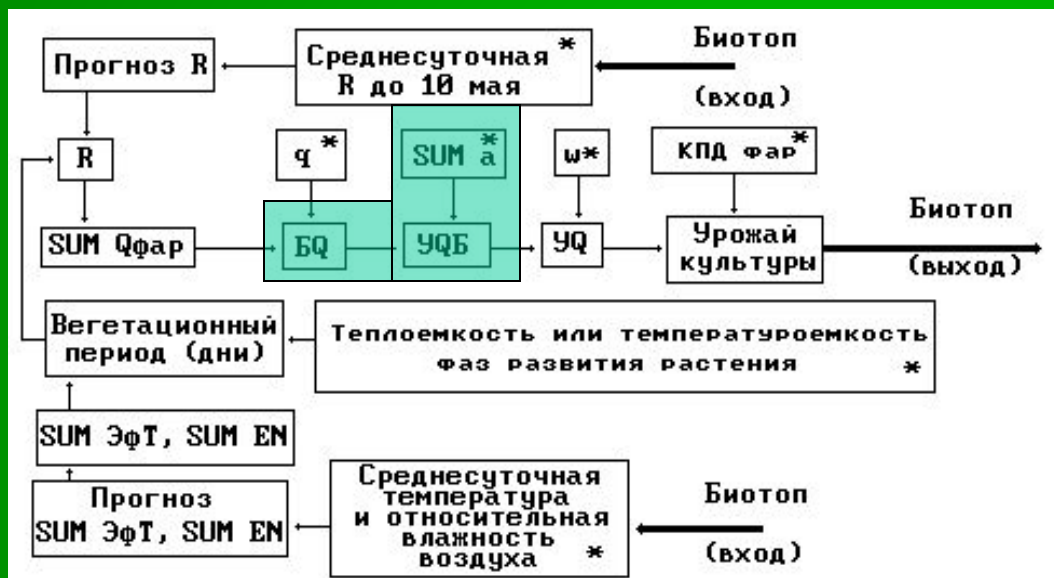 Прогноз R
Среднесуточная *
R до 10 мая
Биотоп
(вход)
R
q *
SUM a *
w*
КПД фар *
SUM Qфар
БQ
УQБ
УQ
Урожай
культуры
Биотоп
(выход)
Вегетационный
период (дни)
Теплоемкость или температуроемкость
фаз развития растения *
SUM ЭфТ, SUM EN
Прогноз
SUM ЭфТ, SUM EN
Среднесуточная
температура
и относительная
влажность
воздуха *
Биотоп
(вход)